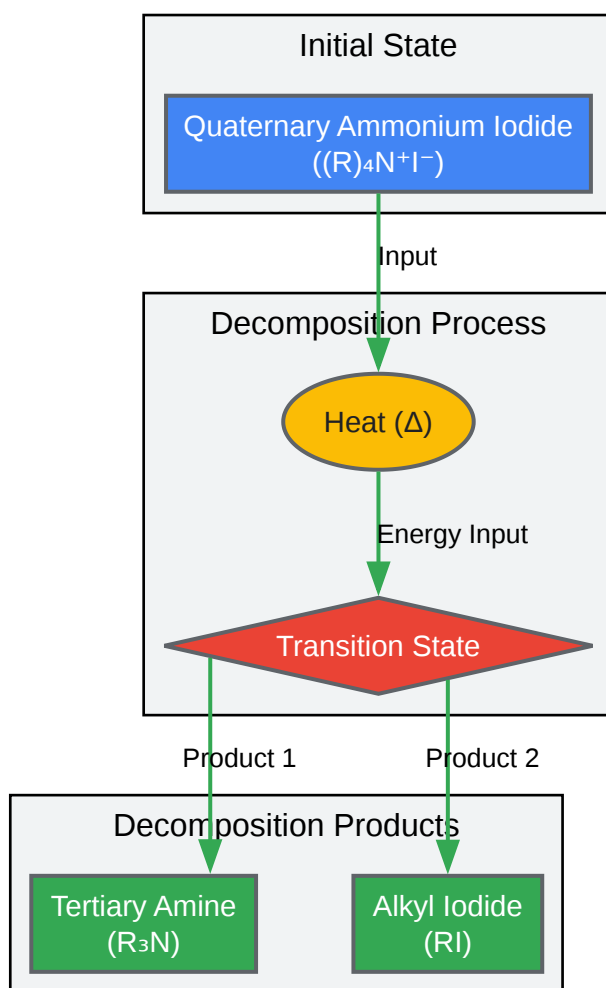 Initial State
Quaternary Ammonium Iodide
((R)₄N⁺I⁻)
Input
Decomposition Process
Heat (Δ)
Energy Input
Transition State
Product 1
Product 2
Decomposition Products
Tertiary Amine
(R₃N)
Alkyl Iodide
(RI)